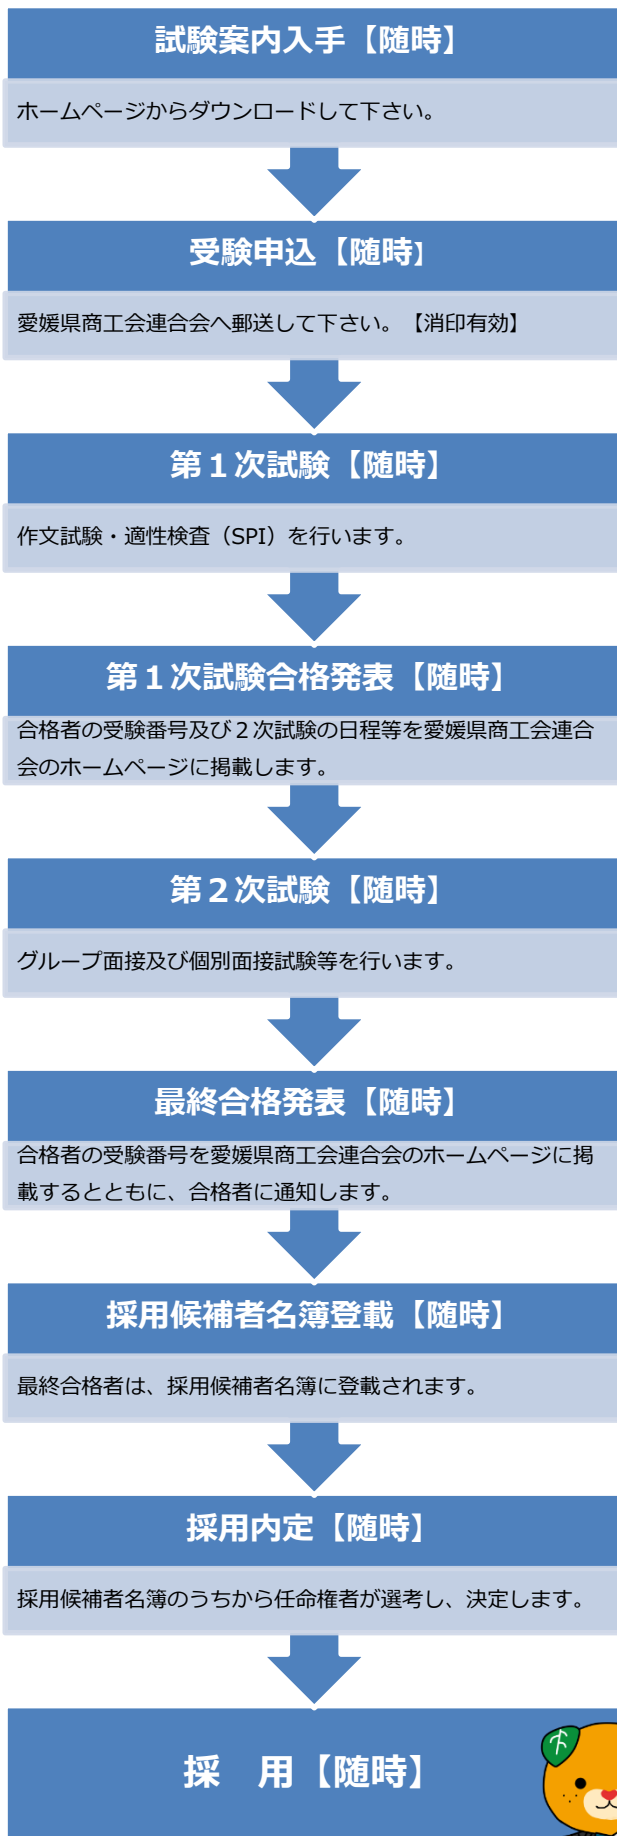 試験案内入手【随時】
ホームページからダウンロードして下さい。
受験申込【随時】
愛媛県商工会連合会へ郵送して下さい。【消印有効】
第１次試験【随時】
作文試験・適性検査（SPI）を行います。
第１次試験合格発表【随時】
合格者の受験番号及び２次試験の日程等を愛媛県商工会連合
会のホームページに掲載します。
第２次試験【随時】
グループ面接及び個別面接試験等を行います。
最終合格発表【随時】
合格者の受験番号を愛媛県商工会連合会のホームページに掲
載するとともに、合格者に通知します。
採用候補者名簿登載【随時】
最終合格者は、採用候補者名簿に登載されます。
採用内定【随時】
採用候補者名簿のうちから任命権者が選考し、決定します。
採　用【随時】